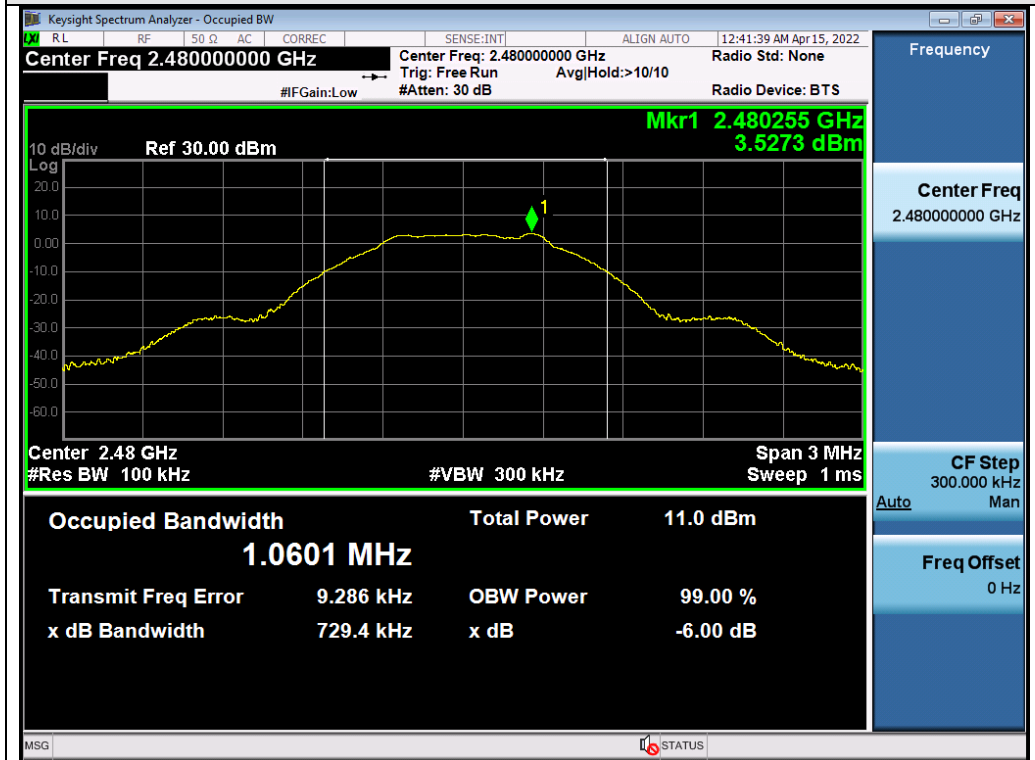 Keysight Spectrum Analyzer - Occupied BW
LXI RL RF 50 Ω AC CORREC SENSE:INT ALIGN AUTO 12:41:39 AM Apr 15, 2022
Center Freq 2.480000000 GHz
Center Freq: 2.480000000 GHz Radio Std: None
Trig: Free Run Avg|Hold:>10/10
#IFGain:Low #Atten: 30 dB Radio Device: BTS
Frequency
Mkr1 2.480255 GHz
3.5273 dBm
10 dB/div Ref 30.00 dBm
Log
20.0
10.0
0.00
-10.0
-20.0
-30.0
-40.0
-50.0
-60.0
1
Center 2.48 GHz Span 3 MHz
#Res BW 100 kHz #VBW 300 kHz Sweep 1 ms
Occupied Bandwidth Total Power 11.0 dBm
1.0601 MHz
Transmit Freq Error 9.286 kHz OBW Power 99.00 %
x dB Bandwidth 729.4 kHz x dB -6.00 dB
Center Freq
2.480000000 GHz
CF Step
300.000 kHz
Auto Man
Freq Offset
0 Hz
MSG STATUS